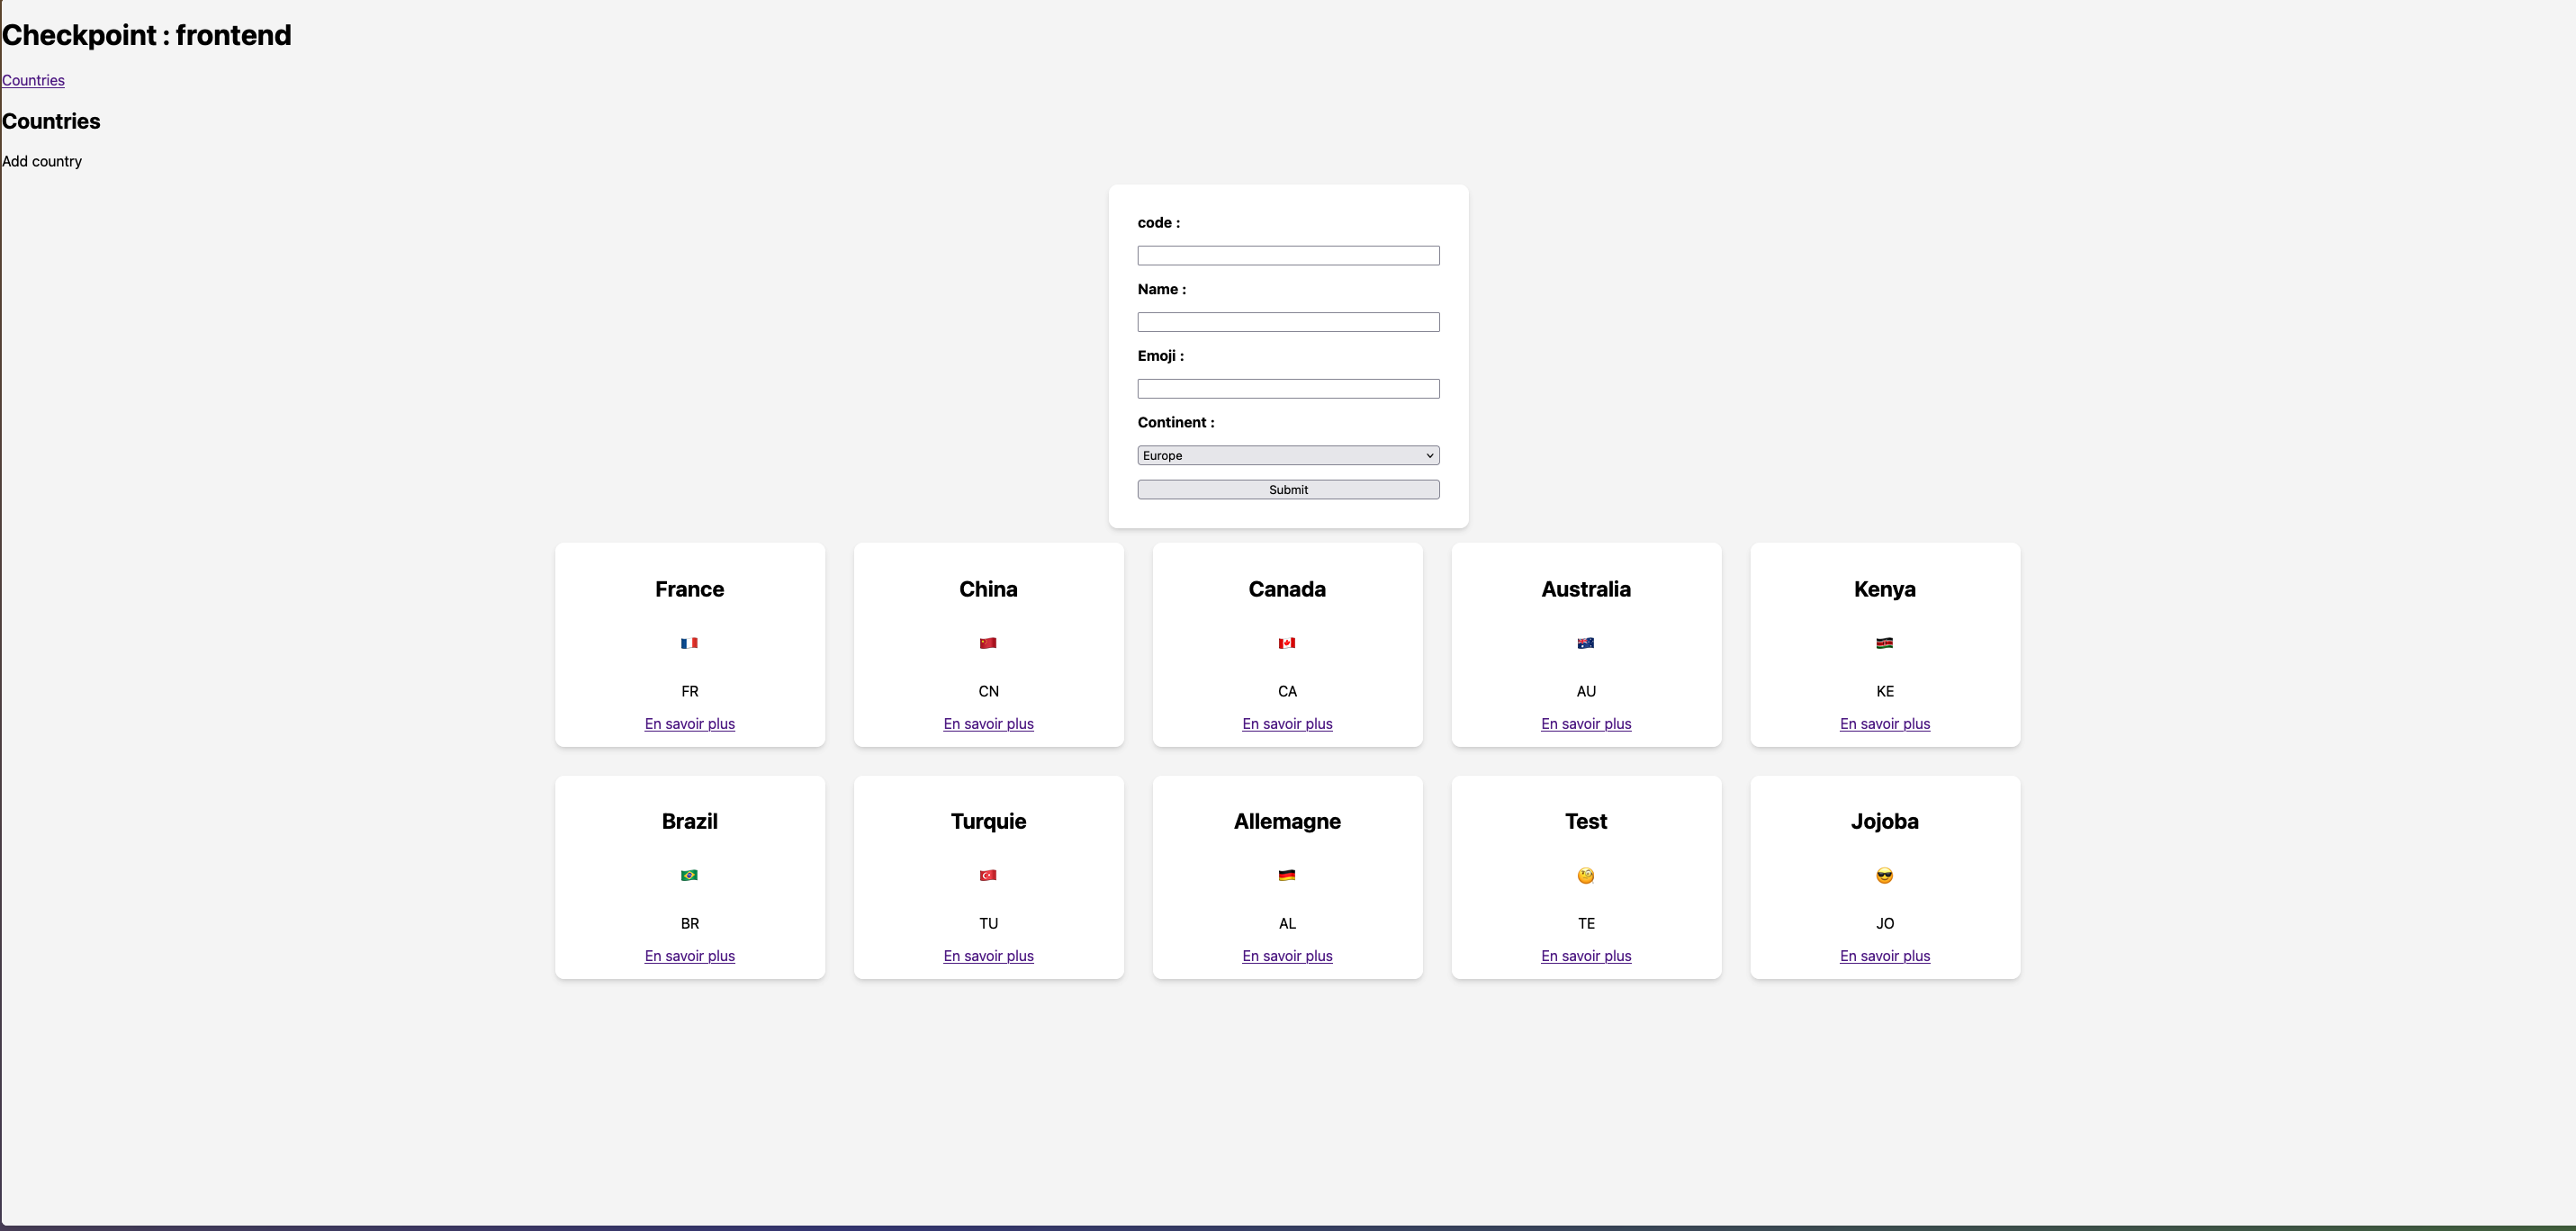 Checkpoint : frontend
Countries
Countries
Add country
code :
Name :
Emoji :
Continent :
Europe
Submit
France
🇫🇷
FR
En savoir plus
China
🇨🇳
CN
En savoir plus
Canada
🇨🇦
CA
En savoir plus
Australia
🇦🇺
AU
En savoir plus
Kenya
🇰🇪
KE
En savoir plus
Brazil
🇧🇷
BR
En savoir plus
Turquie
🇹🇷
TU
En savoir plus
Allemagne
🇩🇪
AL
En savoir plus
Test
🧐
TE
En savoir plus
Jojoba
😎
JO
En savoir plus